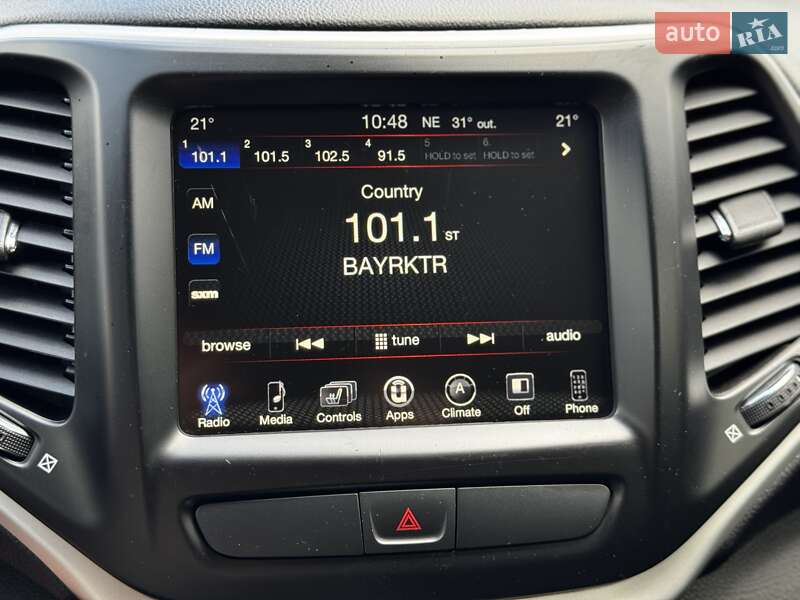 auto RIA.com
21° 10:48 NE 31° out. 21°
1 101.1 2 101.5 3 102.5 4 91.5 5 HOLD to set 6. HOLD to set
AM
Country
101.1 ST
FM
BAYRKTR
sxm
browse tune audio
Radio Media Controls Apps A Climate Off Phone